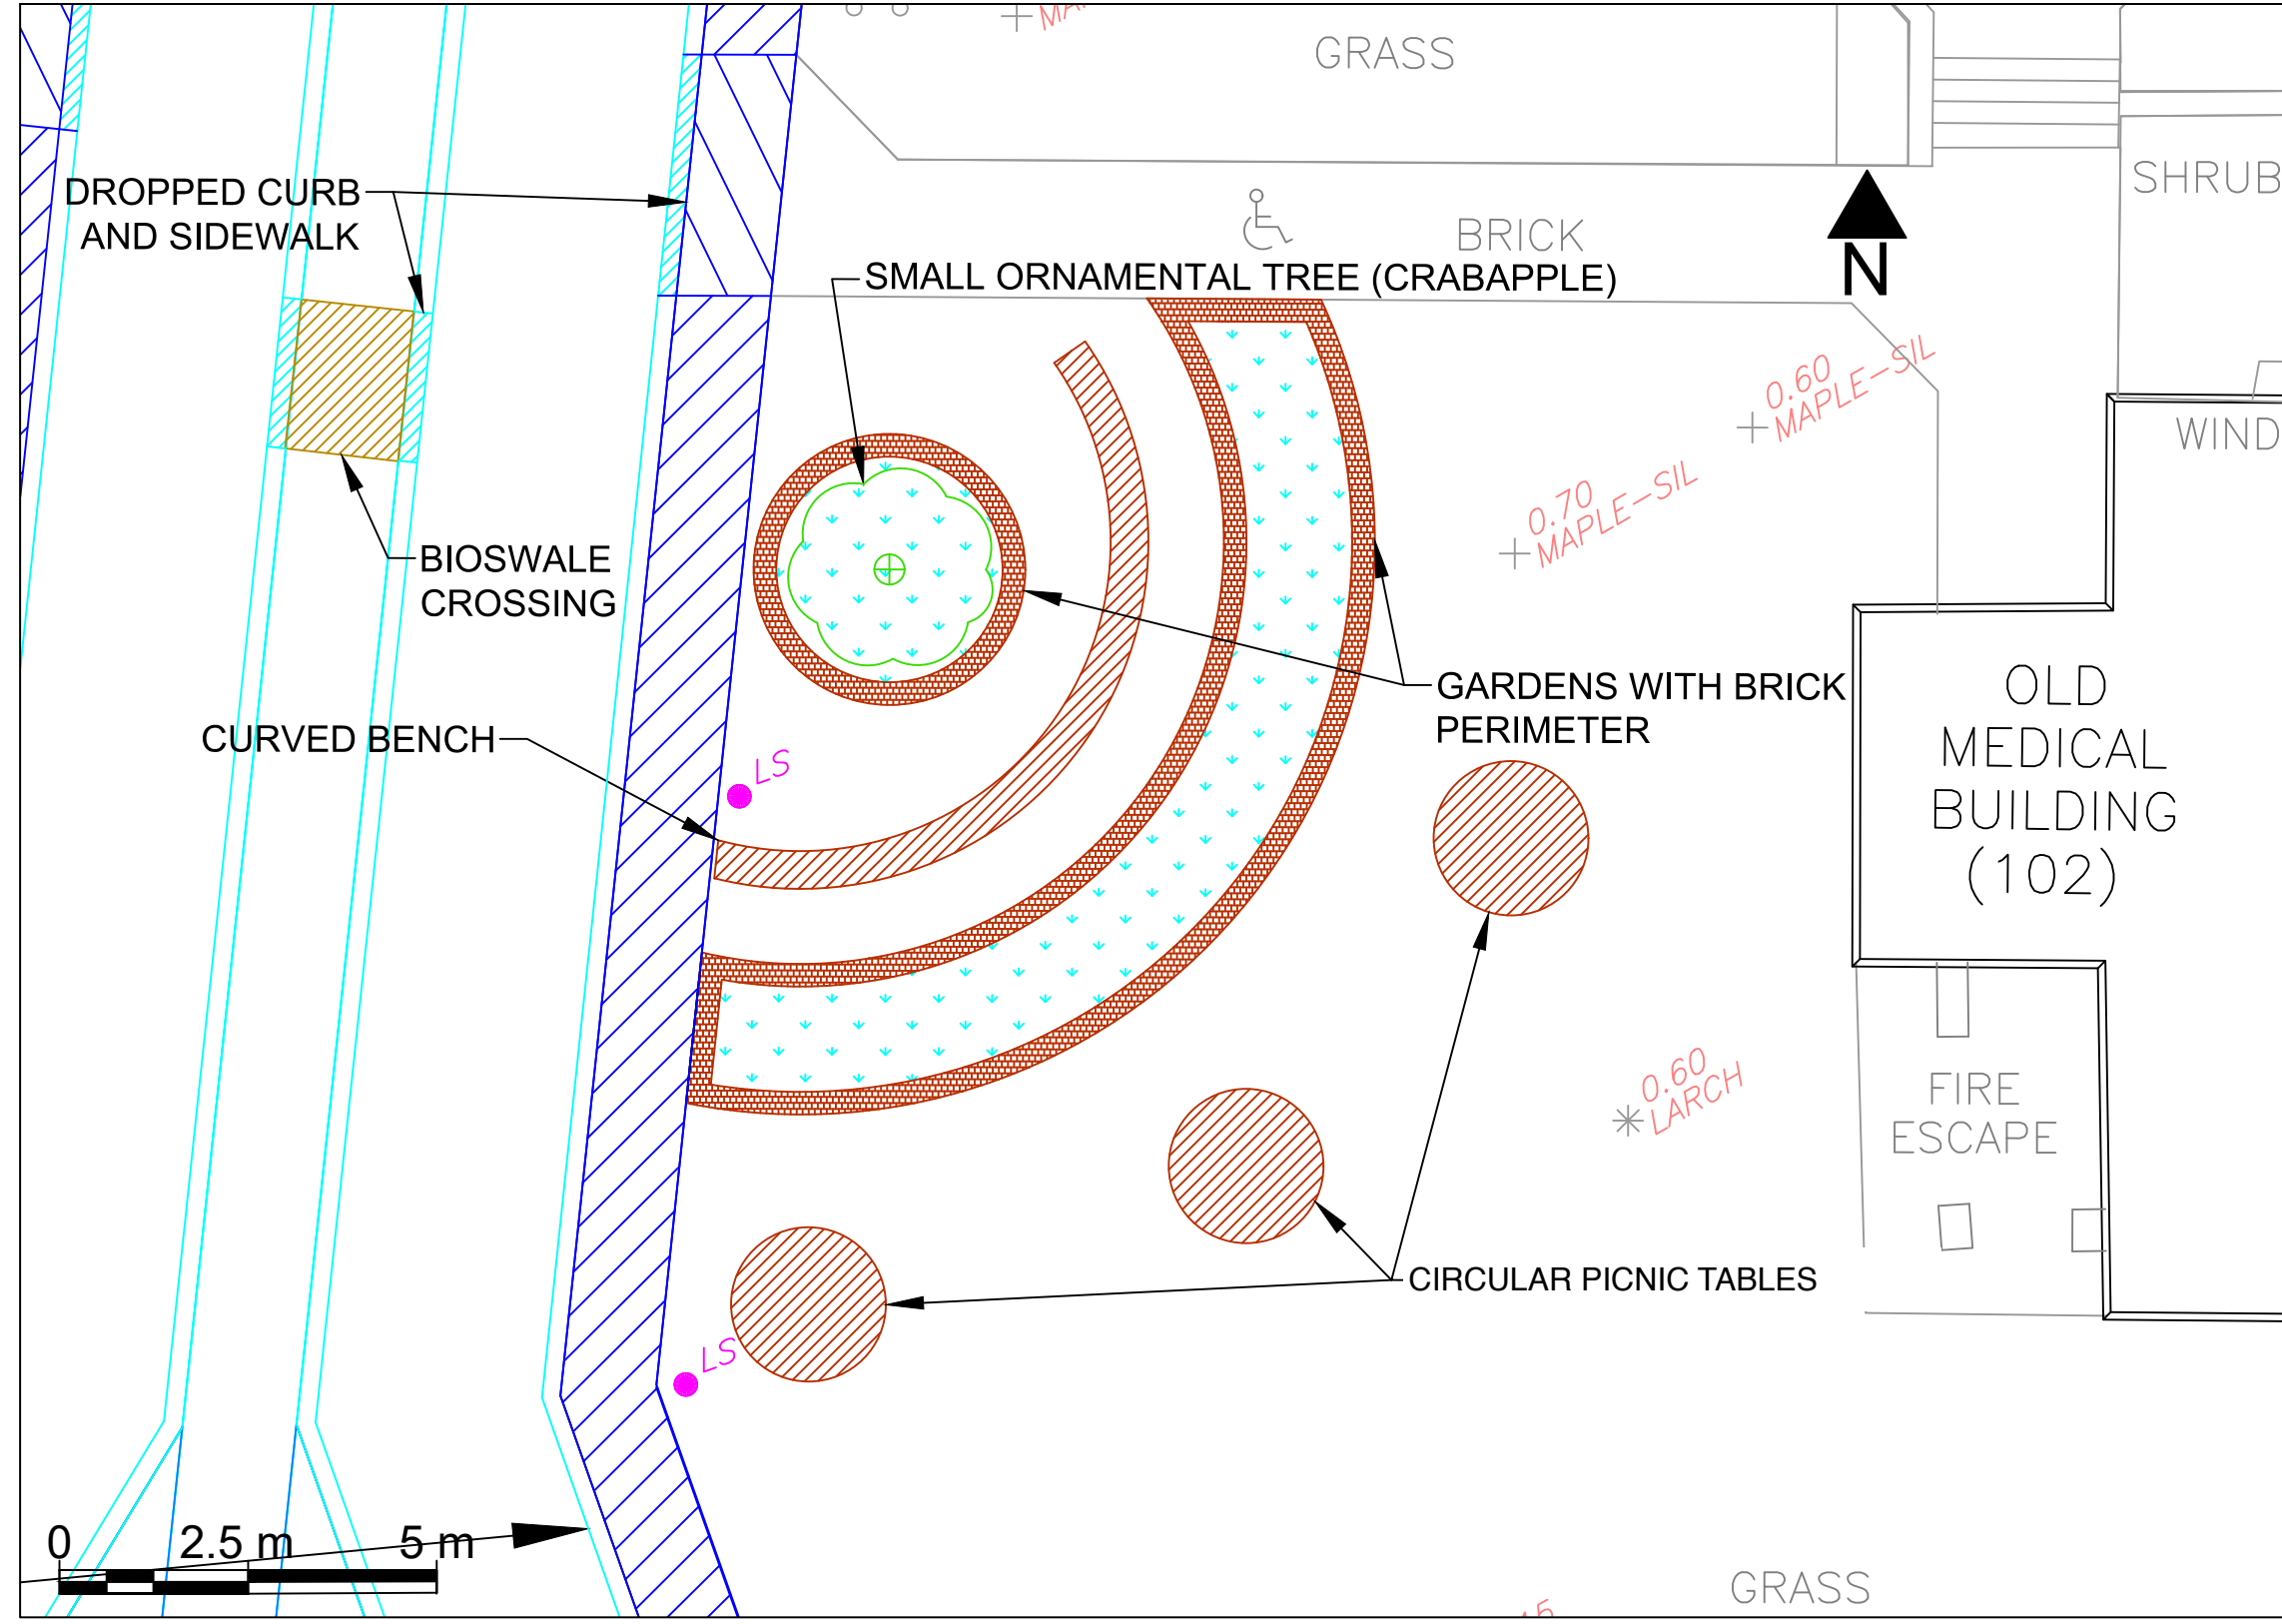 GRASS
DROPPED CURB
AND SIDEWALK
SHRUB
BRICK
N
SMALL ORNAMENTAL TREE (CRABAPPLE)
0.60
MAPLE-SIL
WIND
0.70
MAPLE-SIL
BIOSWALE
CROSSING
GARDENS WITH BRICK
PERIMETER
OLD
MEDICAL
BUILDING
(102)
CURVED BENCH
LS
0.60
LARCH
FIRE
ESCAPE
CIRCULAR PICNIC TABLES
LS
0
2.5 m
5 m
GRASS